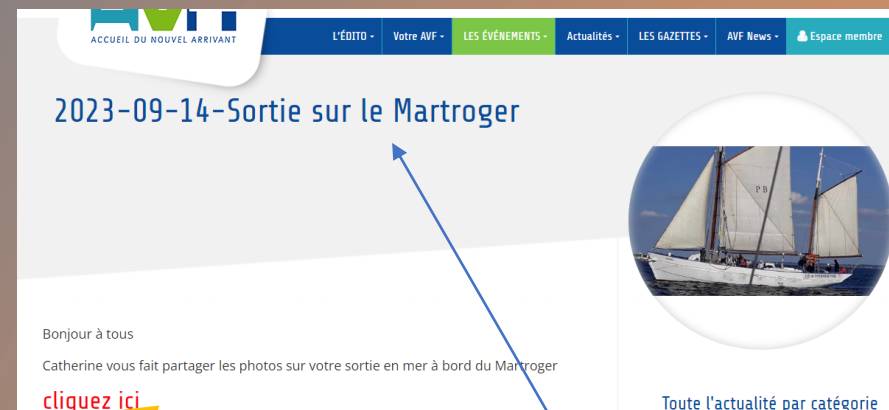 ACCUEIL DU NOUVEL ARRIVANT
L'ÉDITO Votre AVF LES ÉVÉNEMENTS Actualités LES GAZETTES AVF News Espace membre
2023-09-14-Sortie sur le Martroger
PB
Bonjour à tous
Catherine vous fait partager les photos sur votre sortie en mer à bord du Martroger
cliquez ici
Toute l'actualité par catégorie